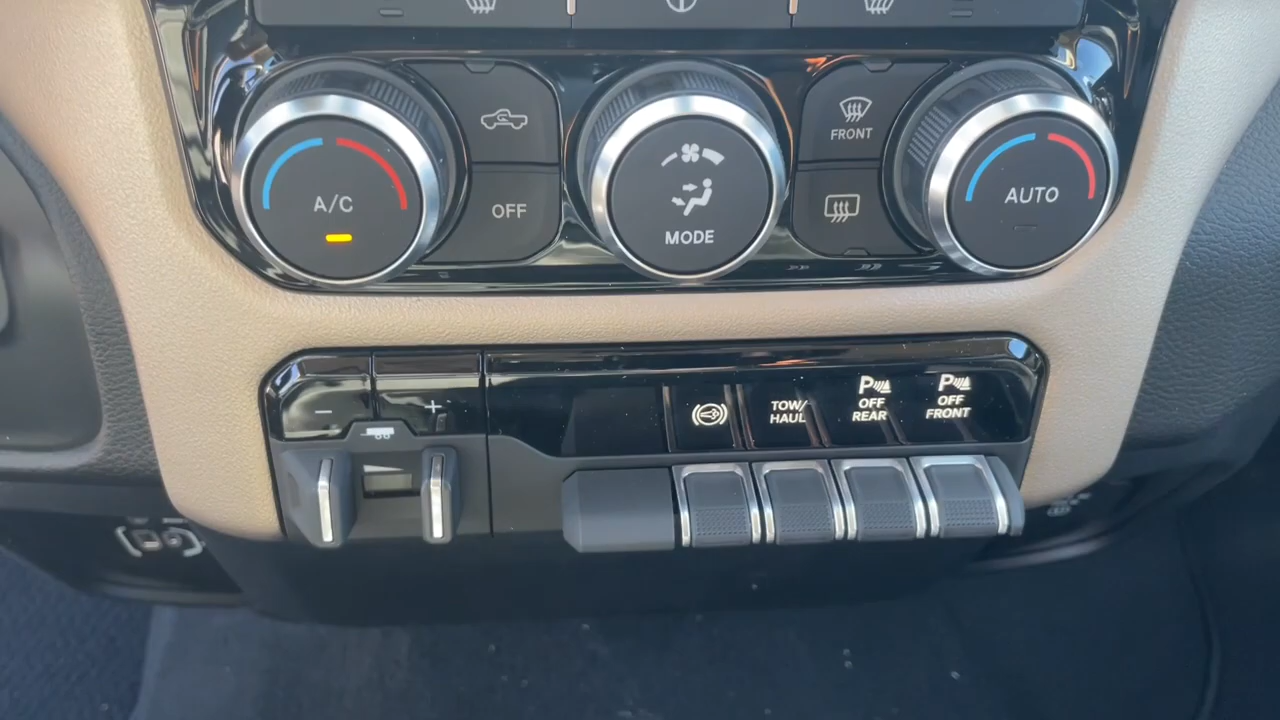 FRONT
A/C
OFF
MODE
AUTO
- +
TOW/
HAUL
P
OFF
REAR
P
OFF
FRONT